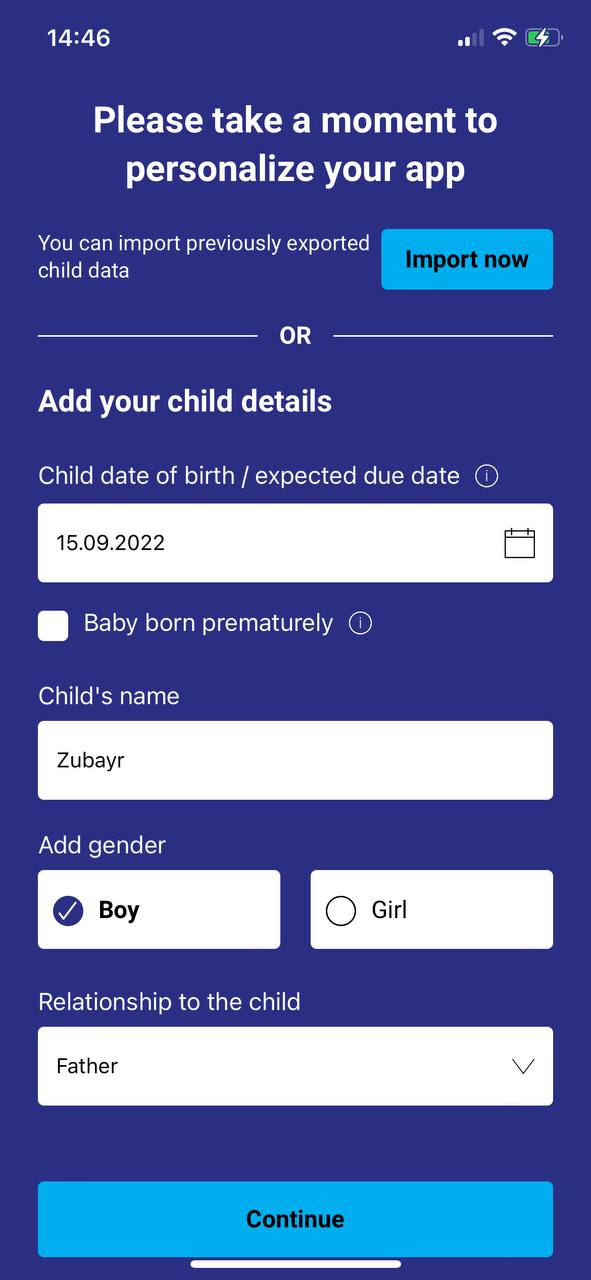 14:46
Please take a moment to
personalize your app
You can import previously exported
child data
Import now
OR
Add your child details
Child date of birth / expected due date
15.09.2022
Baby born prematurely
Child's name
Zubayr
Add gender
Boy
Girl
Relationship to the child
Father
Continue